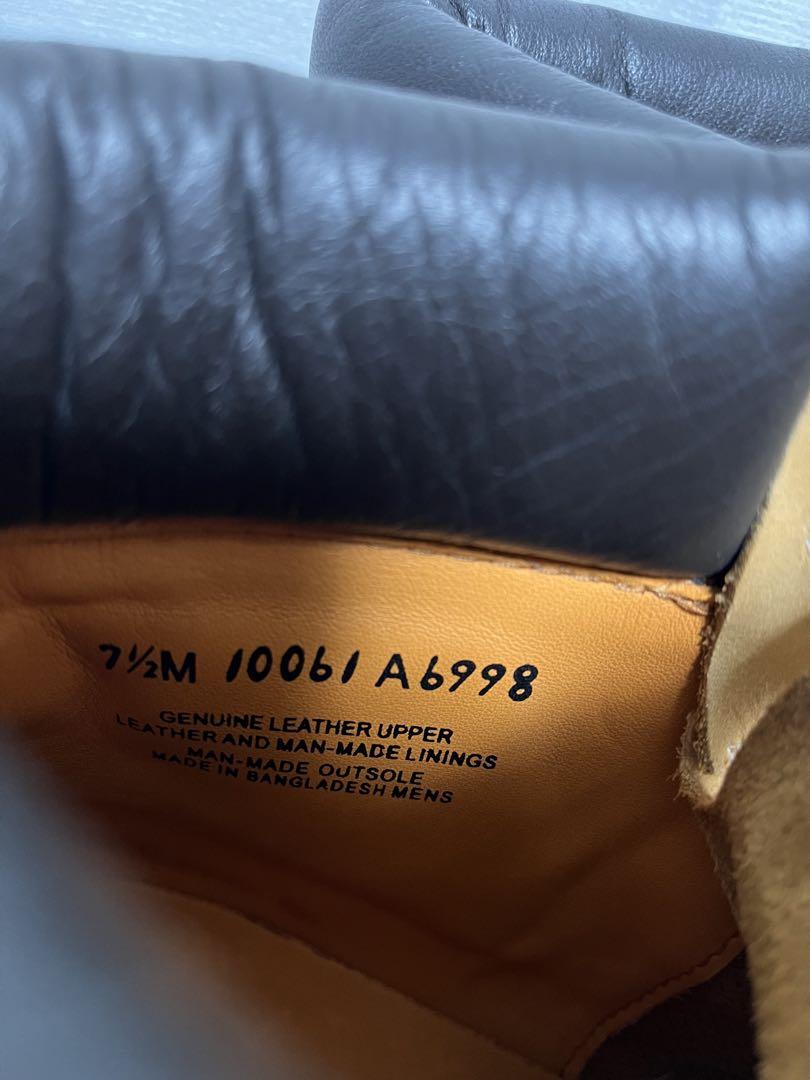 7½M 10061 A6998
GENUINE LEATHER UPPER
LEATHER AND MAN-MADE LININGS
MAN-MADE OUTSOLE
MADE IN BANGLADESH MENS